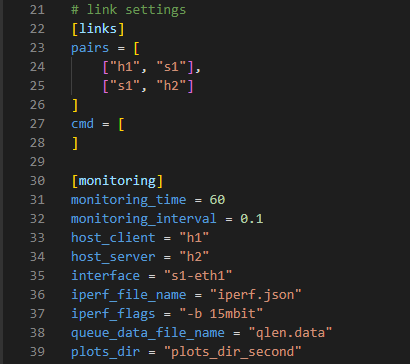 21 # link settings
22 [links]
23 pairs = [
24     ["h1", "s1"],
25     ["s1", "h2"]
26 ]
27 cmd = [
28 ]
29
30 [monitoring]
31 monitoring_time = 60
32 monitoring_interval = 0.1
33 host_client = "h1"
34 host_server = "h2"
35 interface = "s1-eth1"
36 iperf_file_name = "iperf.json"
37 iperf_flags = "-b 15mbit"
38 queue_data_file_name = "qlen.data"
39 plots_dir = "plots_dir_second"